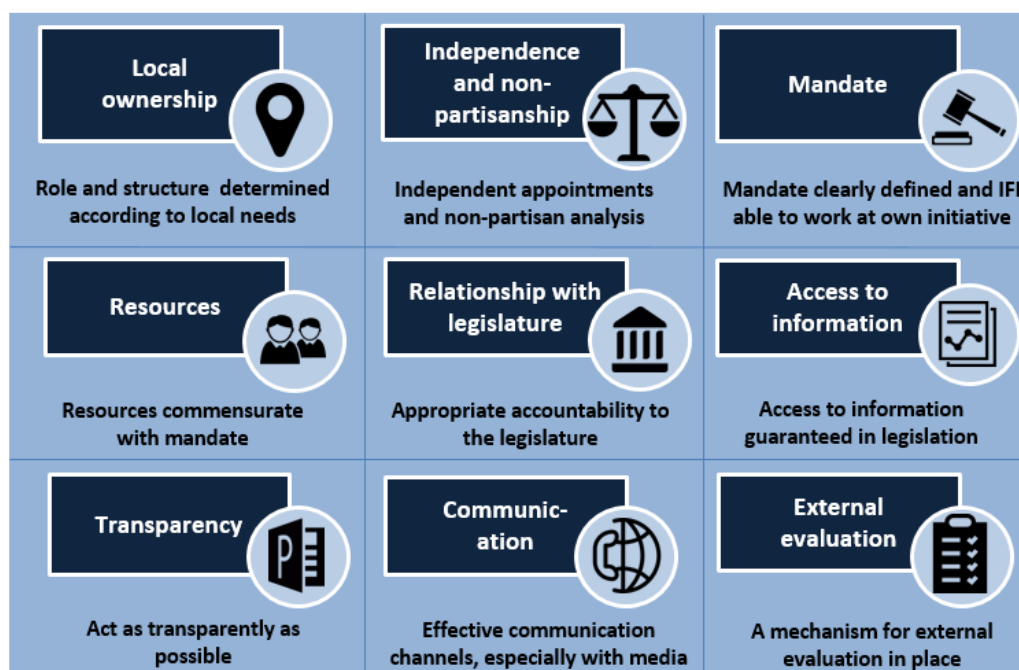 Local
ownership
Role and structure determined
according to local needs
Independence
and non-
partisanship
Independent appointments
and non-partisan analysis
Mandate
Mandate clearly defined and IFI
able to work at own initiative
Resources
Resources commensurate
with mandate
Relationship with
legislature
Appropriate accountability to
the legislature
Access to
information
Access to information
guaranteed in legislation
Transparency
P
Act as transparently as
possible
Communic-
ation
Effective communication
channels, especially with media
External
evaluation
A mechanism for external
evaluation in place